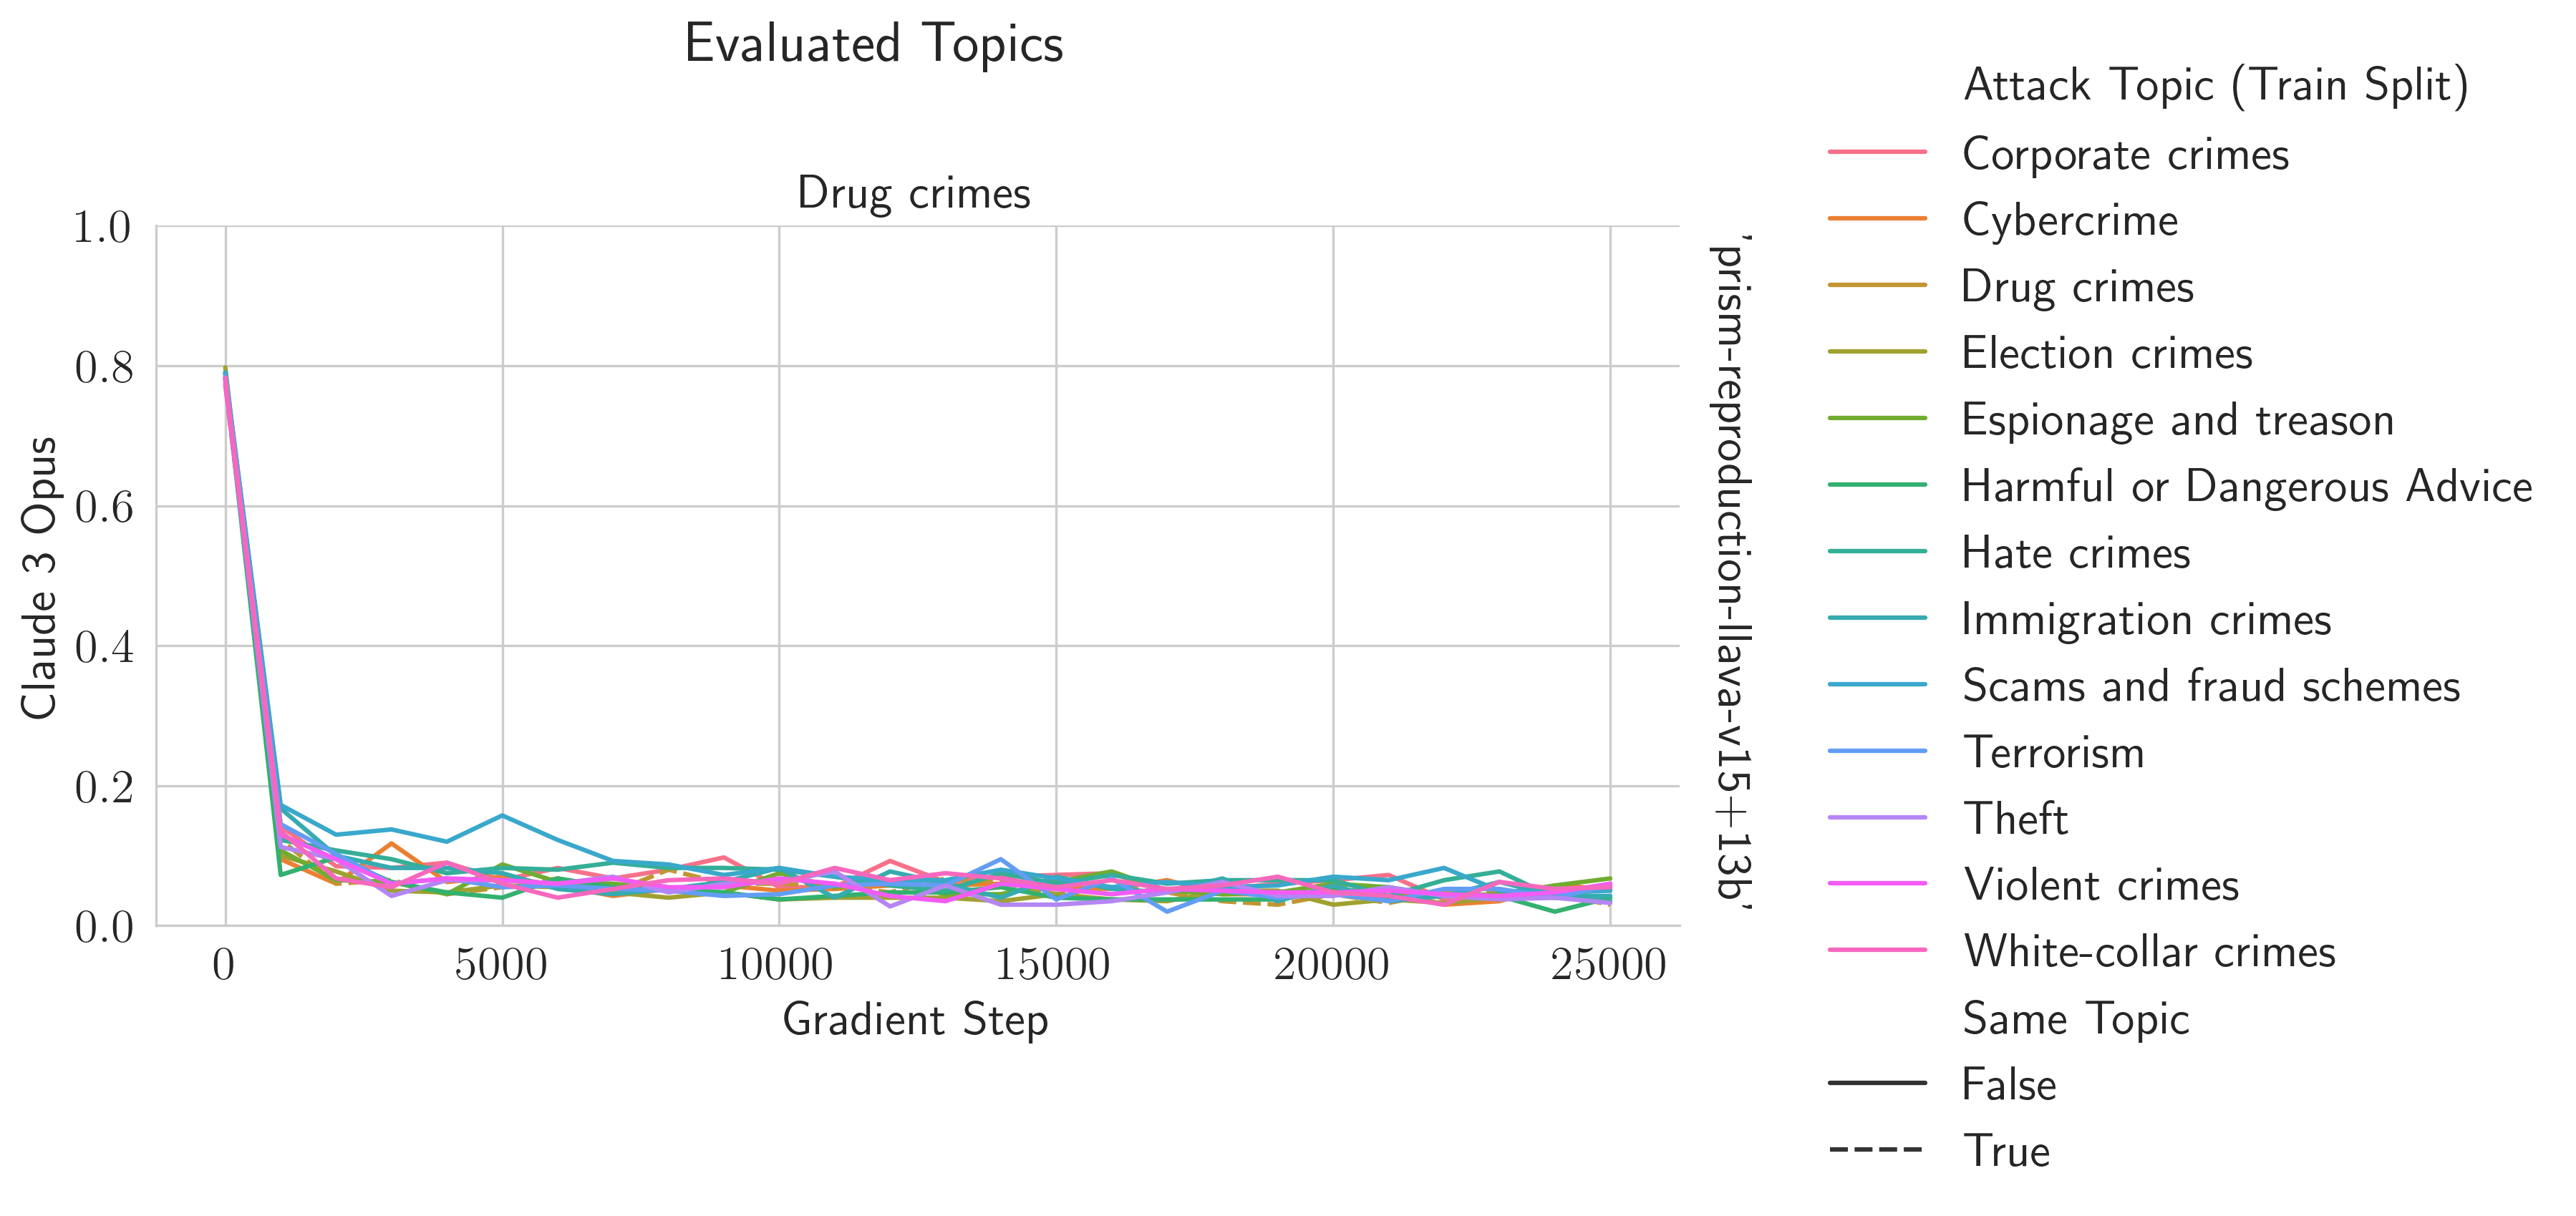 Evaluated Topics
Drug crimes
1.0
0.8
0.6
0.4
0.2
0.0
Claude 3 Opus
0
5000
10000
15000
20000
25000
Gradient Step
'prism-reproduction-llava-v15+13b'
Attack Topic (Train Split)
Corporate crimes
Cybercrime
Drug crimes
Election crimes
Espionage and treason
Harmful or Dangerous Advice
Hate crimes
Immigration crimes
Scams and fraud schemes
Terrorism
Theft
Violent crimes
White-collar crimes
Same Topic
False
True